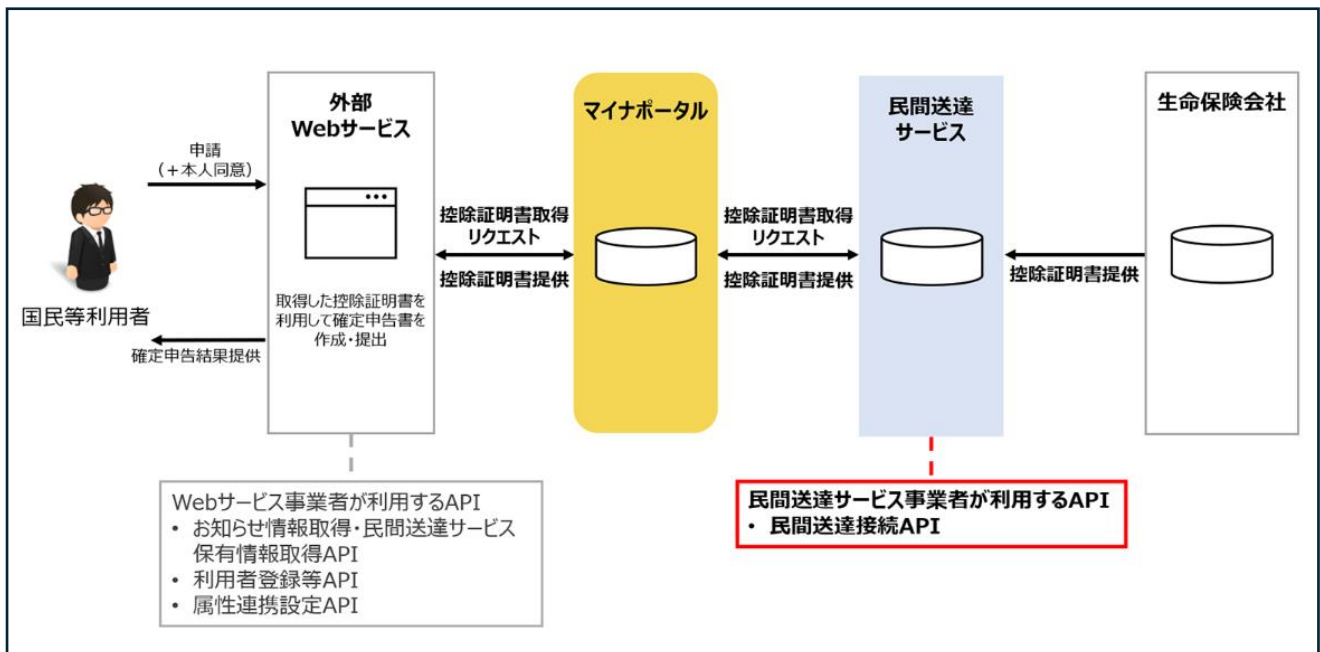 外部
Webサービス
マイナポータル
民間送達
サービス
生命保険会社
申請
（＋本人同意）
国民等利用者
確定申告結果提供
取得した控除証明書を
利用して確定申告書を
作成・提出
控除証明書取得
リクエスト
控除証明書提供
控除証明書取得
リクエスト
控除証明書提供
控除証明書提供
Webサービス事業者が利用するAPI
• お知らせ情報取得・民間送達サービス
保有情報取得API
• 利用者登録等API
• 属性連携設定API
民間送達サービス事業者が利用するAPI
• 民間送達接続API